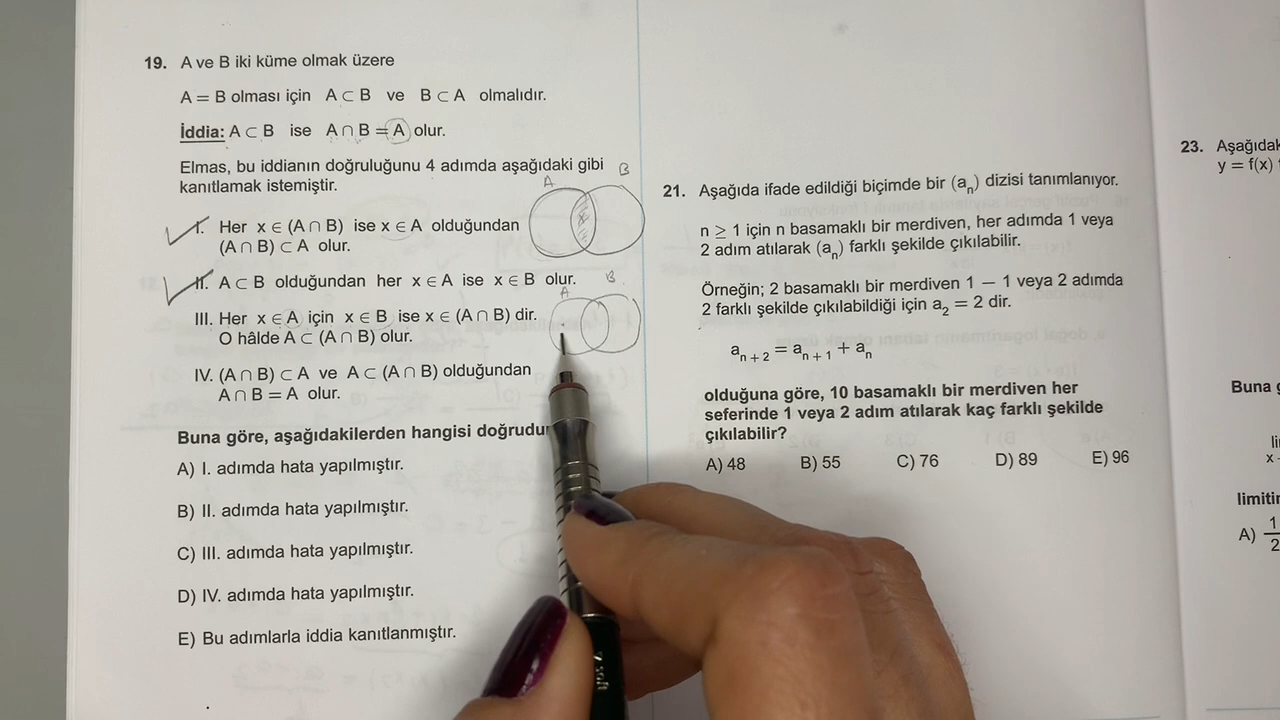 19. A ve B iki küme olmak üzere
A = B olması için A ⊂ B ve B ⊂ A olmalıdır.
İddia: A ⊂ B ise A ∩ B = A olur.
Elmas, bu iddianın doğruluğunu 4 adımda aşağıdaki gibi
kanıtlamak istemiştir.
A B
I. Her x ∈ (A ∩ B) ise x ∈ A olduğundan
(A ∩ B) ⊂ A olur.
II. A ⊂ B olduğundan her x ∈ A ise x ∈ B olur.
A B
III. Her x ∈ A için x ∈ B ise x ∈ (A ∩ B) dir.
O hâlde A ⊂ (A ∩ B) olur.
IV. (A ∩ B) ⊂ A ve A ⊂ (A ∩ B) olduğundan
A ∩ B = A olur.
Buna göre, aşağıdakilerden hangisi doğrudu
A) I. adımda hata yapılmıştır.
B) II. adımda hata yapılmıştır.
C) III. adımda hata yapılmıştır.
D) IV. adımda hata yapılmıştır.
E) Bu adımlarla iddia kanıtlanmıştır.
21. Aşağıda ifade edildiği biçimde bir (aₙ) dizisi tanımlanıyor.
n ≥ 1 için n basamaklı bir merdiven, her adımda 1 veya
2 adım atılarak (aₙ) farklı şekilde çıkılabilir.
Örneğin; 2 basamaklı bir merdiven 1 — 1 veya 2 adımda
2 farklı şekilde çıkılabildiği için a₂ = 2 dir.
aₙ₊₂ = aₙ₊₁ + aₙ
olduğuna göre, 10 basamaklı bir merdiven her
seferinde 1 veya 2 adım atılarak kaç farklı şekilde
çıkılabilir?
A) 48 B) 55 C) 76 D) 89 E) 96
23. Aşağıdak
y = f(x)
Buna
li
x
limitin
A) 1/2